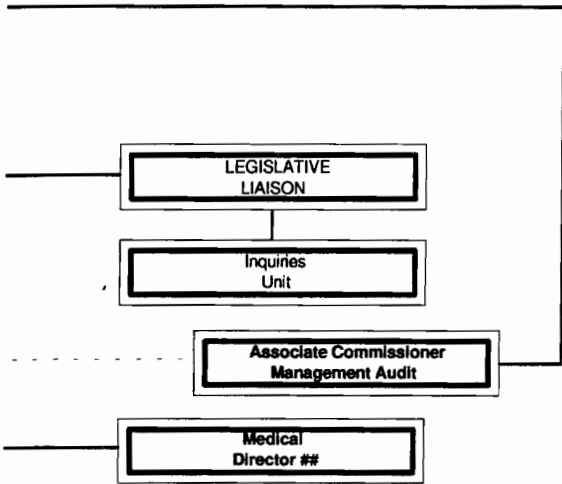 LEGISLATIVE
LIAISON
Inquiries
Unit
Associate Commissioner
Management Audit
Medical
Director ##